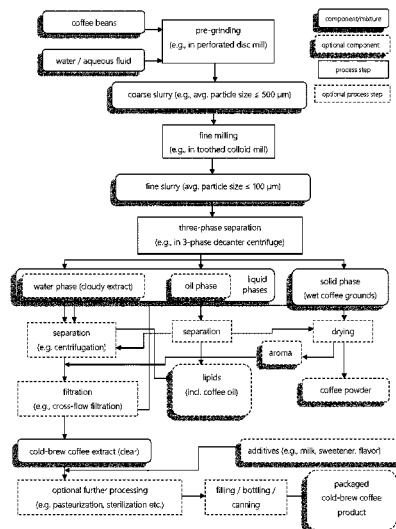 coffee beans
water / aqueous fluid
pre-grinding
(e.g., in perforated disc mill)
component/mixture
optional component
process step
optional process step
coarse slurry (e.g., avg. particle size ≤ 500 µm)
fine milling
(e.g., in toothed colloid mill)
fine slurry (avg. particle size ≤ 100 µm)
three-phase separation
(e.g., in 3-phase decanter centrifuge)
water phase (cloudy extract)
oil phase
liquid
phases
solid phase
(wet coffee grounds)
separation
(e.g. centrifugation)
separation
drying
aroma
lipids
(incl. coffee oil)
coffee powder
filtration
(e.g., cross-flow filtration)
cold-brew coffee extract (clear)
additives (e.g., milk, sweetener, flavor)
optional further processing
(e.g. pasteurization, sterilization etc.)
filling / bottling /
canning
packaged
cold-brew coffee
product